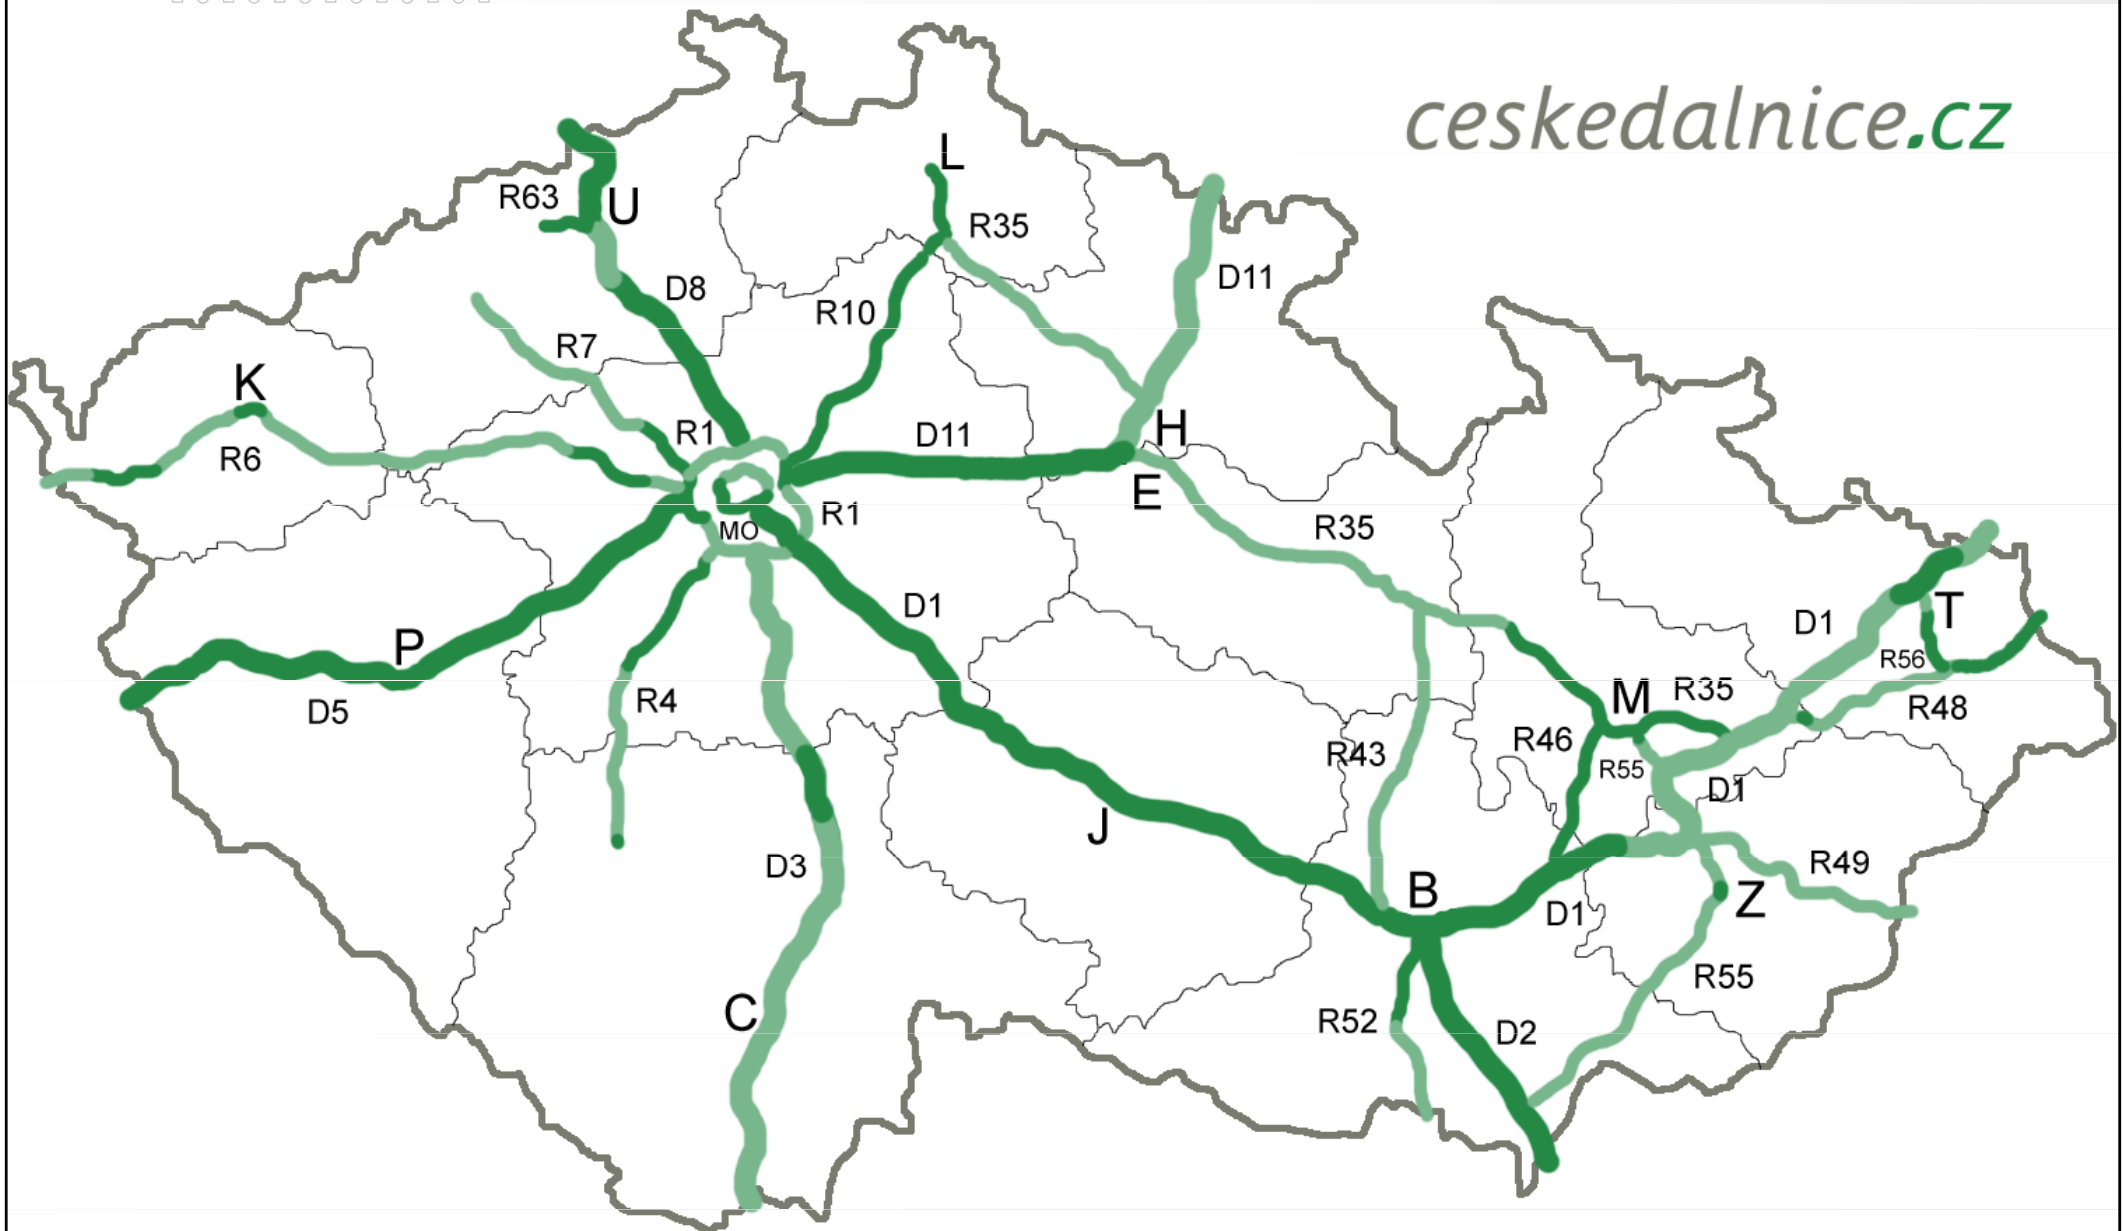 ceskedalnice.cz
L
R63
U
R35
D11
D8
R10
R7
K
R1
H
D11
R6
E
R1
MO
R35
D1
T
D1
P
R56
M
R35
R4
D5
R48
R46
R43
R55
D1
J
D3
R49
B
Z
D1
R55
C
R52
D2